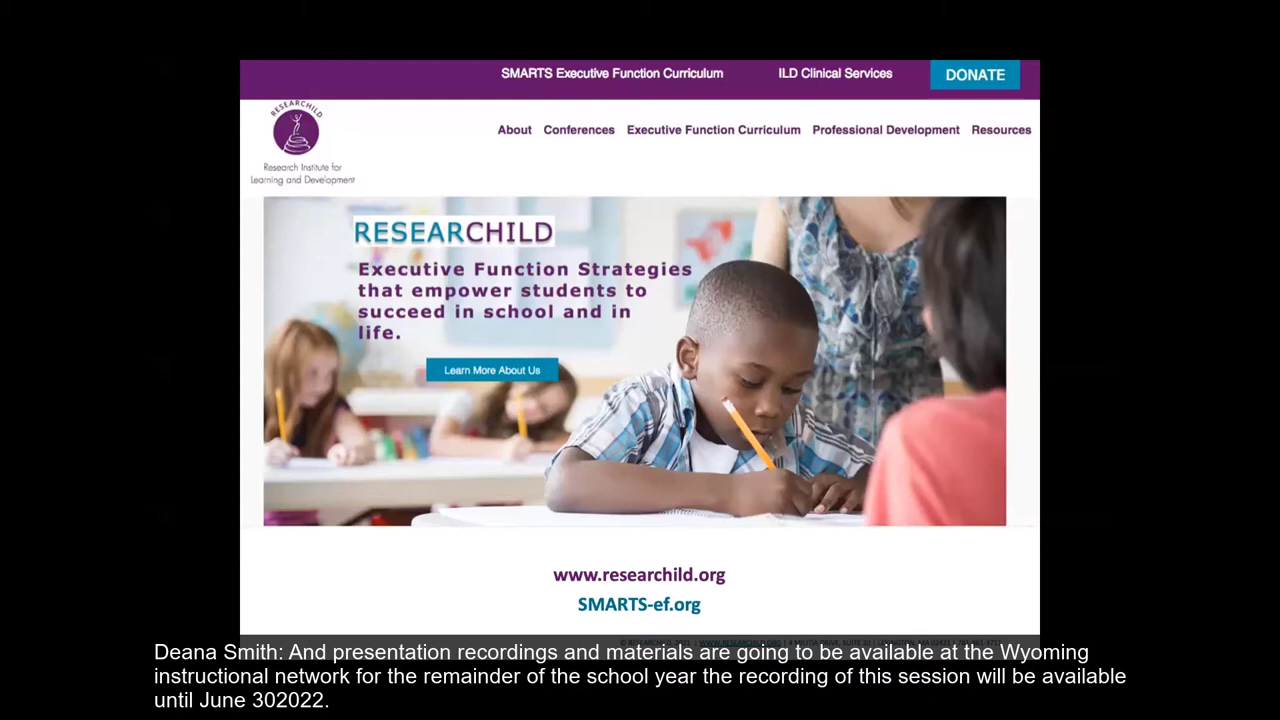 SMARTS Executive Function Curriculum
ILD Clinical Services
DONATE
RESEARCHILD
Research Institute for
Learning and Development
About
Conferences
Executive Function Curriculum
Professional Development
Resources
RESEARCHILD
Executive Function Strategies
that empower students to
succeed in school and in
life.
Learn More About Us
www.researchild.org
SMARTS-ef.org
Deana Smith: And presentation recordings and materials are going to be available at the Wyoming
instructional network for the remainder of the school year the recording of this session will be available
until June 302022.